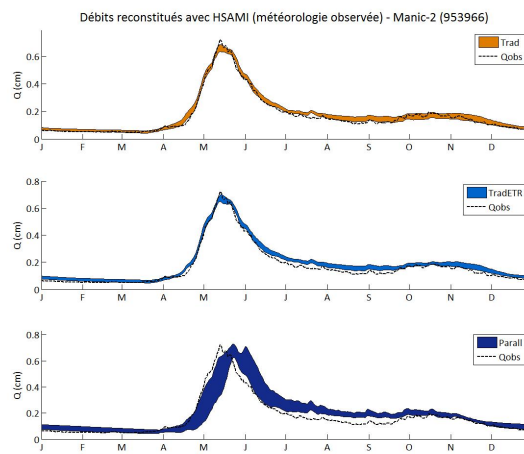 Débits reconstitués avec HSAMI (météorologie observée) - Manic-2 (953966)
Trad
Qobs
Q (cm)
0.6
0.4
0.2
0
J F M A M J J A S O N D
TradETR
Qobs
Q (cm)
0.8
0.6
0.4
0.2
0
J F M A M J J A S O N D
Parall
Qobs
Q (cm)
0.8
0.6
0.4
0.2
0
J F M A M J J A S O N D